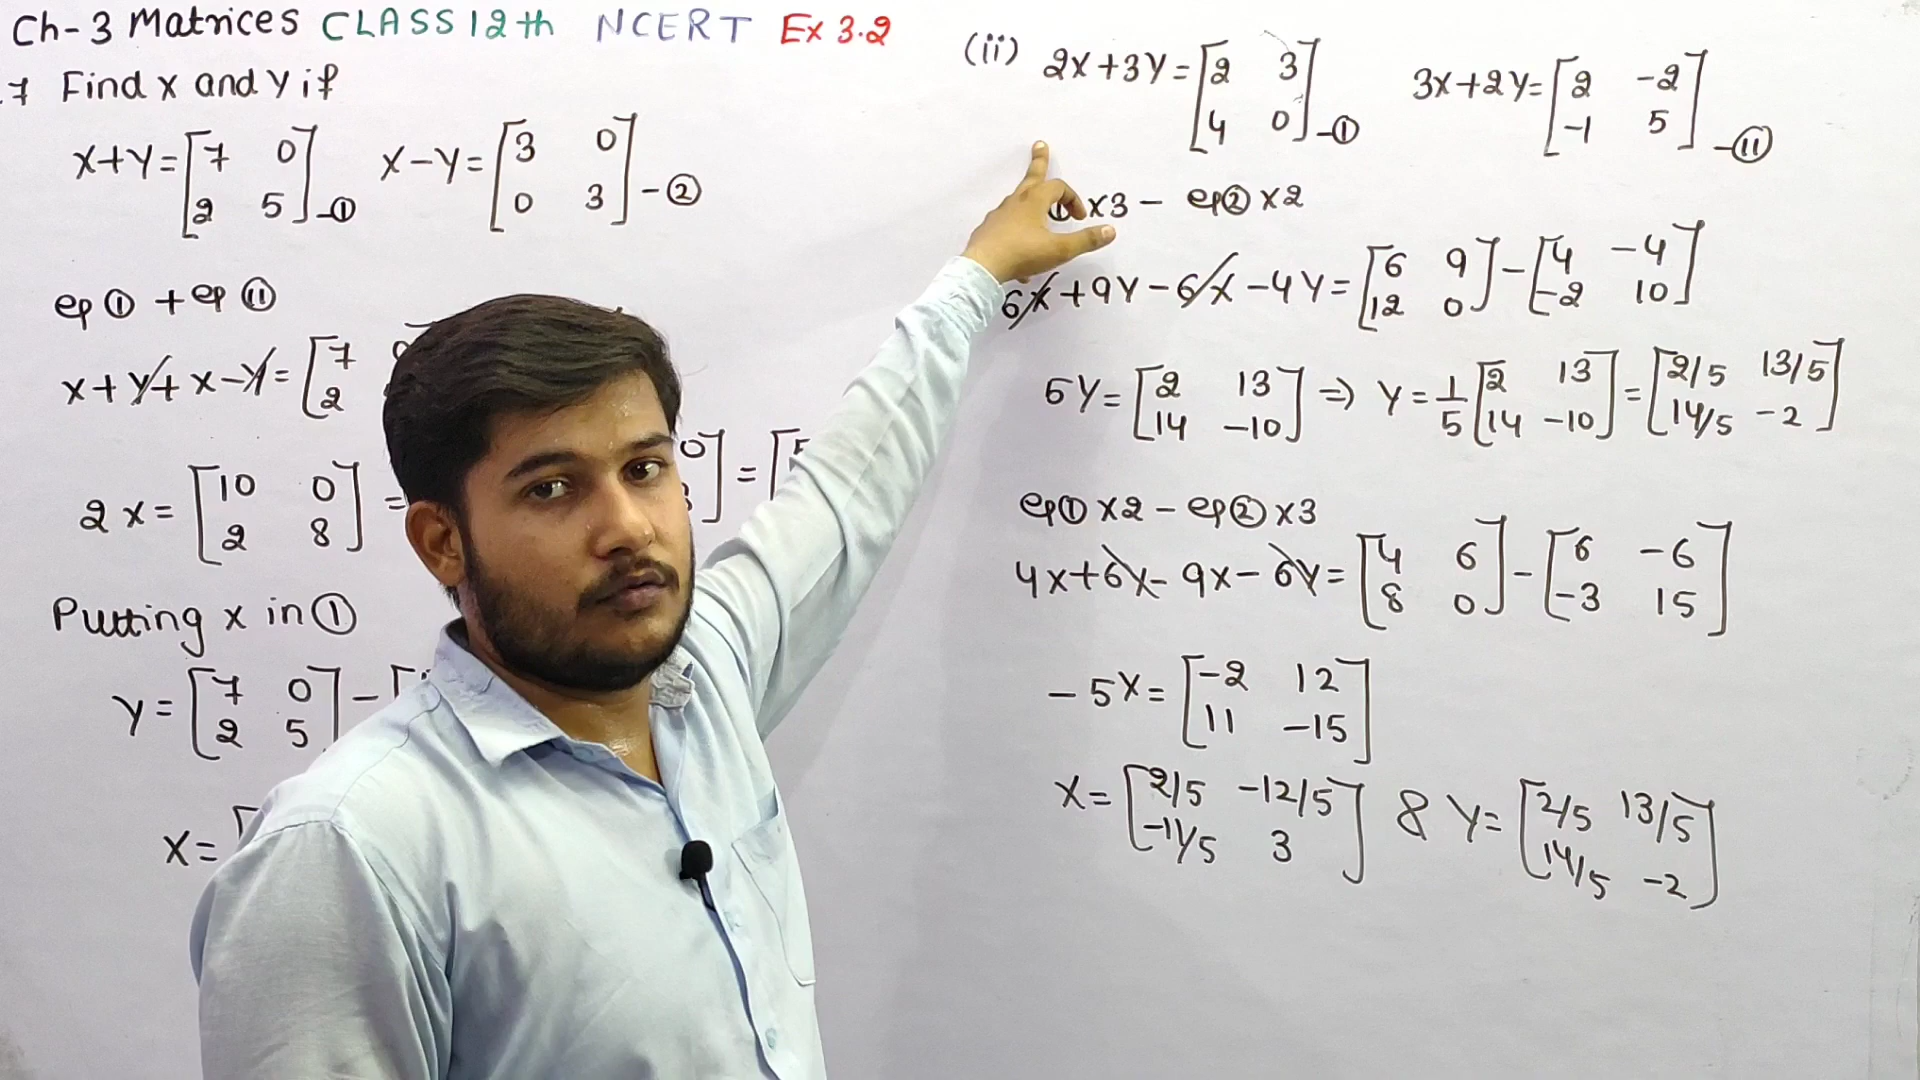 Ch-3 Matrices CLASS 12th NCERT Ex 3.2
.7 Find X and Y if
X+Y=[7 0
2 5]-① X-Y=[3 0
0 3]-②
eq① + eq⑪
X+Y+X-Y=[7
2
2X=[10 0
2 8]=
0] = [
Putting X in ①
Y=[7 0
2 5]-[
X=[
(ii) 2X+3Y=[2 3
4 0]-① 3X+2Y=[2 -2
-1 5]-⑪
① x3 - eq② x2
6X+9Y-6X-4Y=[6 9
12 0]-[4 -4
-2 10]
5Y=[2 13
14 -10] ⇒ Y=1/5[2 13
14 -10]=[2/5 13/5
14/5 -2]
eq① x2 - eq② x3
4X+6Y-9X-6Y=[4 6
8 0]-[6 -6
-3 15]
-5X=[-2 12
11 -15]
X=[2/5 -12/5
-11/5 3] & Y=[2/5 13/5
14/5 -2]